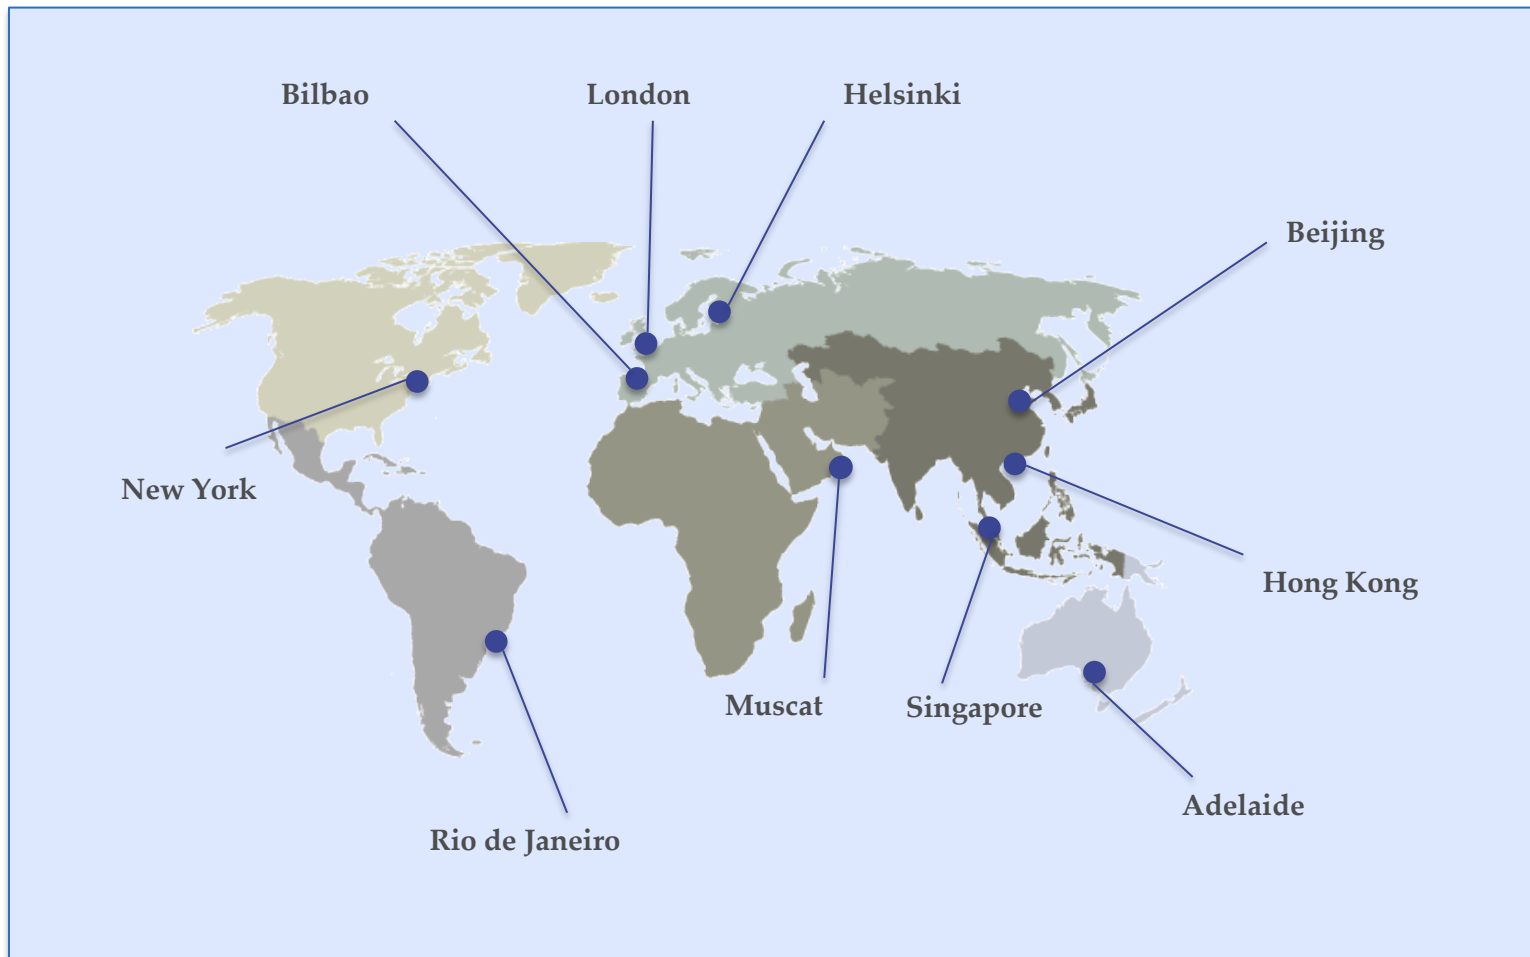 Bilbao
London
Helsinki
Beijing
New York
Hong Kong
Muscat
Singapore
Adelaide
Rio de Janeiro